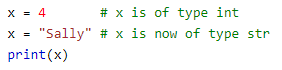 x = 4       # x is of type int
x = "Sally" # x is now of type str
print(x)